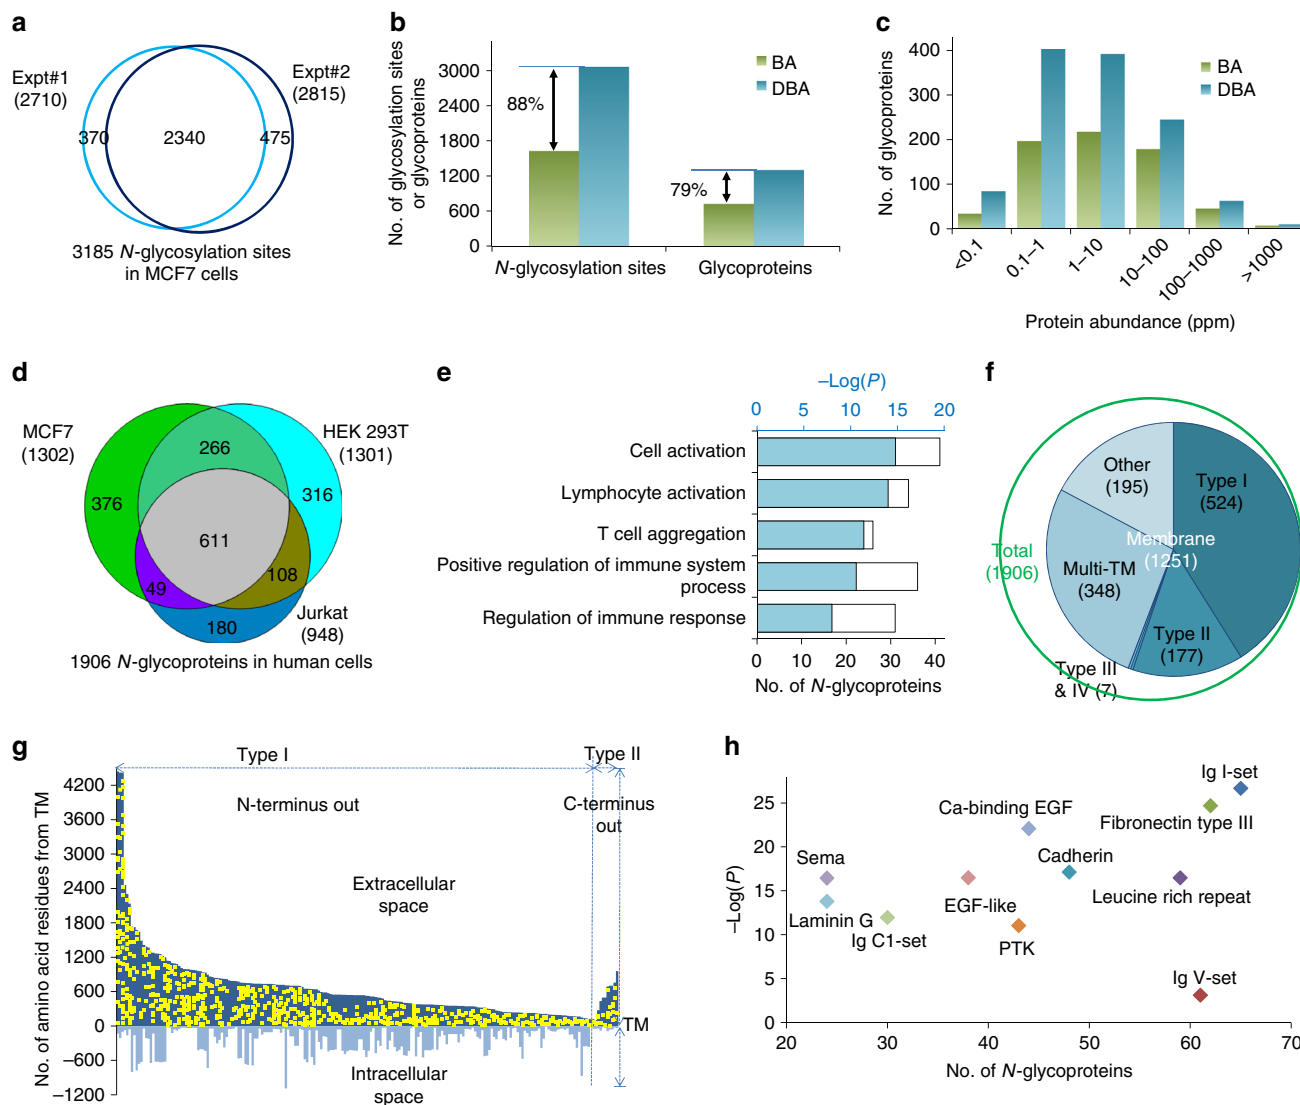 a
Expt#1
(2710)
Expt#2
(2815)
370
2340
475
3185 N-glycosylation sites
in MCF7 cells
b
No. of glycosylation sites
or glycoproteins
3000
2400
1800
1200
600
0
88%
79%
BA
DBA
N-glycosylation sites
Glycoproteins
c
No. of glycoproteins
400
300
200
100
0
BA
DBA
<0.1
0.1–1
1–10
10–100
100–1000
>1000
Protein abundance (ppm)
d
MCF7
(1302)
HEK 293T
(1301)
266
376
316
611
49
108
180
Jurkat
(948)
1906 N-glycoproteins in human cells
e
–Log(P)
0 5 10 15 20
Cell activation
Lymphocyte activation
T cell aggregation
Positive regulation of immune system
process
Regulation of immune response
0 10 20 30 40
No. of N-glycoproteins
f
Other
(195)
Type I
(524)
Membrane
(1251)
Total
(1906)
Multi-TM
(348)
Type II
(177)
Type III
& IV (7)
g
No. of amino acid residues from TM
Type I
Type II
4200
3600
3000
2400
1800
1200
600
0
–600
–1200
N-terminus out
C-terminus
out
Extracellular
space
TM
Intracellular
space
h
–Log(P)
25
20
15
10
5
0
Ig I-set
Ca-binding EGF
Fibronectin type III
Sema
Cadherin
Laminin G
EGF-like
Leucine rich repeat
Ig C1-set
PTK
Ig V-set
20 30 40 50 60 70
No. of N-glycoproteins